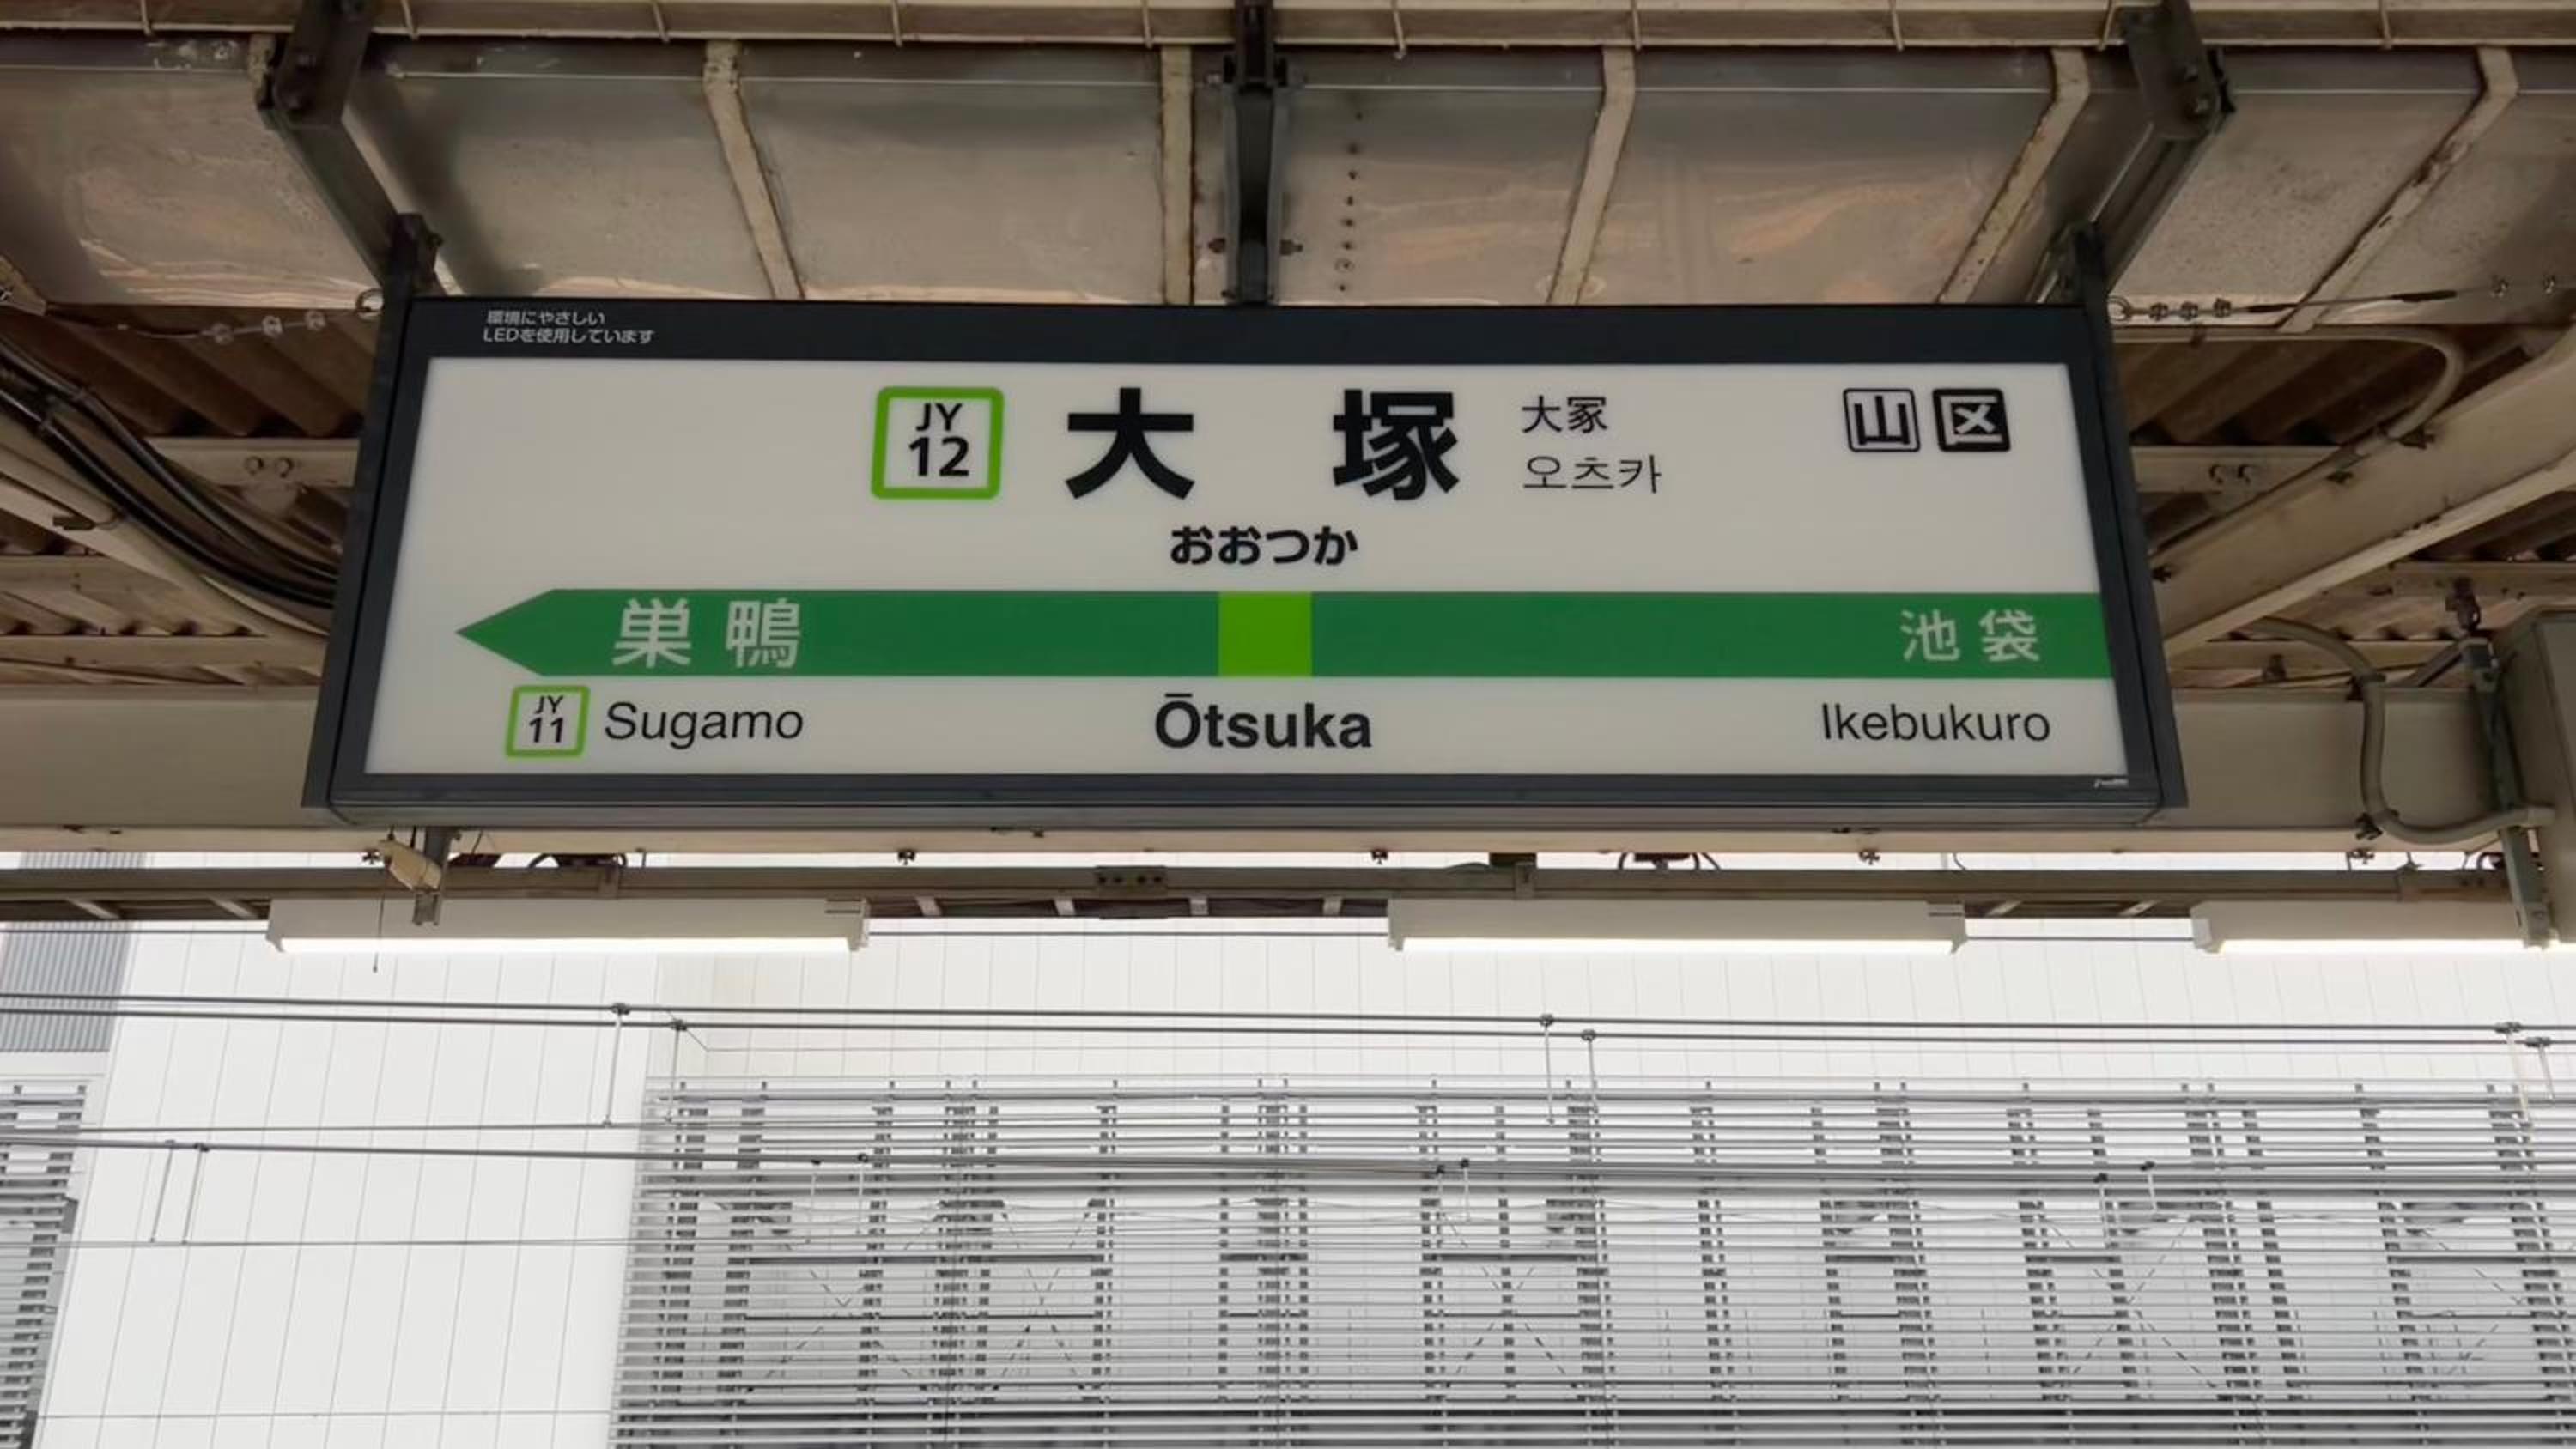 環境にやさしい
LEDを使用しています
JY
12
大塚
大冢
오츠카
山 区
おおつか
巣鴨
池袋
JY
11
Sugamo
Ōtsuka
Ikebukuro